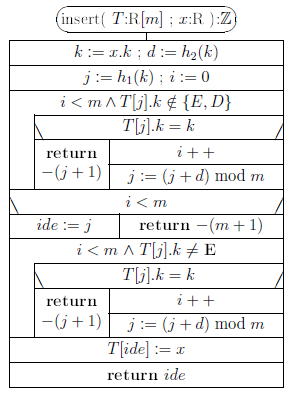 insert( T:R[m] ; x:R ):ℤ
k := x.k ; d := h₂(k)
j := h₁(k) ; i := 0
i < m ∧ T[j].k ∉ {E, D}
T[j].k = k
return −(j + 1)
i++
j := (j + d) mod m
i < m
ide := j
return −(m + 1)
i < m ∧ T[j].k ≠ E
T[j].k = k
return −(j + 1)
i++
j := (j + d) mod m
T[ide] := x
return ide